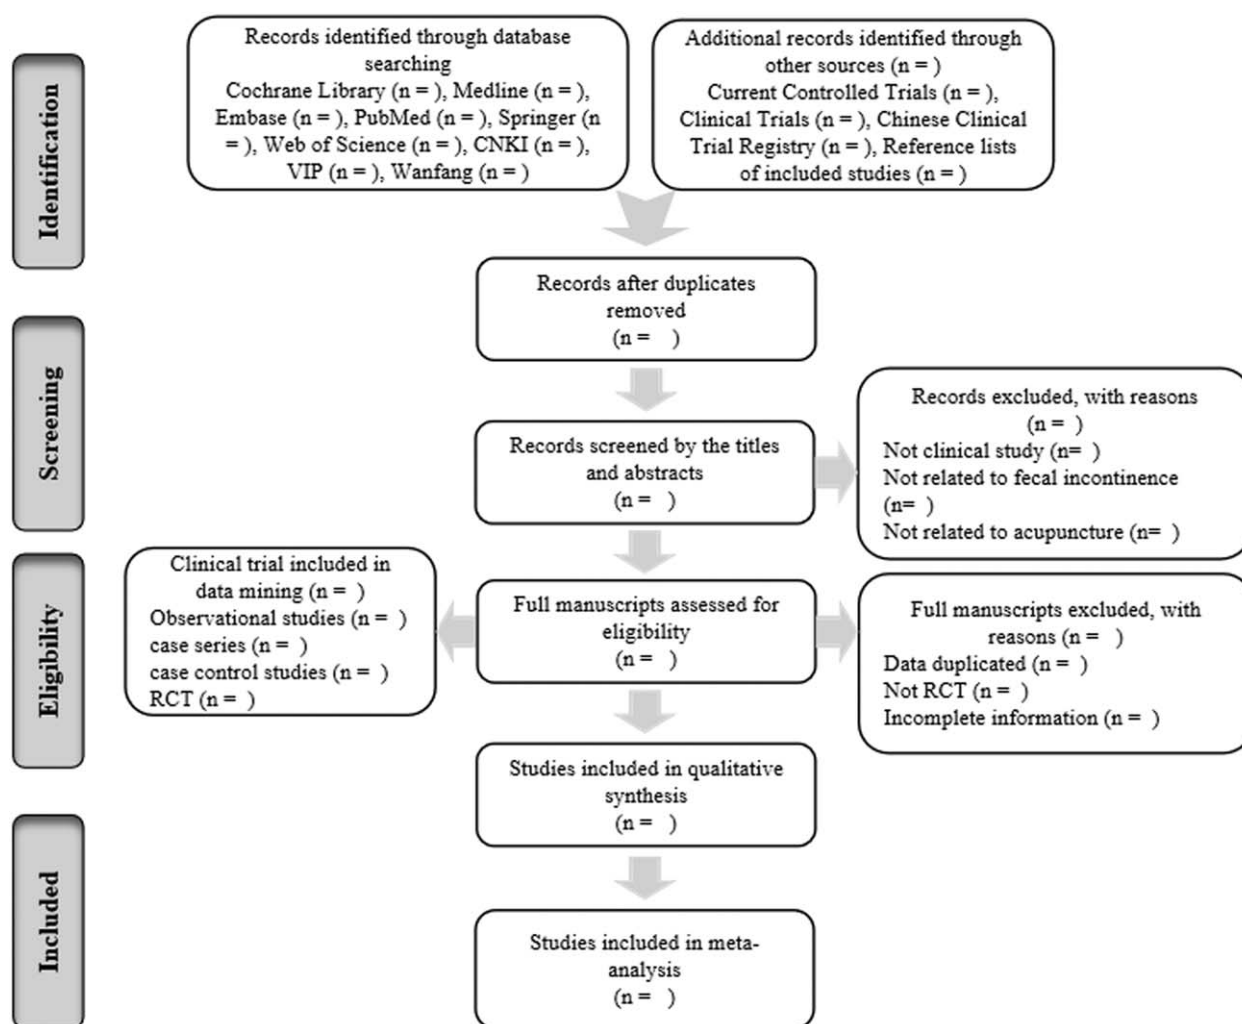 Identification
Records identified through database
searching
Cochrane Library (n = ), Medline (n = ),
Embase (n = ), PubMed (n = ), Springer (n
= ), Web of Science (n = ), CNKI (n = ),
VIP (n = ), Wanfang (n = )
Additional records identified through
other sources (n = )
Current Controlled Trials (n = ),
Clinical Trials (n = ), Chinese Clinical
Trial Registry (n = ), Reference lists
of included studies (n = )
Records after duplicates
removed
(n = )
Screening
Records screened by the titles
and abstracts
(n = )
Records excluded, with reasons
(n = )
Not clinical study (n= )
Not related to fecal incontinence
(n= )
Not related to acupuncture (n= )
Eligibility
Clinical trial included in
data mining (n = )
Observational studies (n = )
case series (n = )
case control studies (n = )
RCT (n = )
Full manuscripts assessed for
eligibility
(n = )
Full manuscripts excluded, with
reasons (n = )
Data duplicated (n = )
Not RCT (n = )
Incomplete information (n = )
Studies included in qualitative
synthesis
(n = )
Included
Studies included in meta-
analysis
(n = )